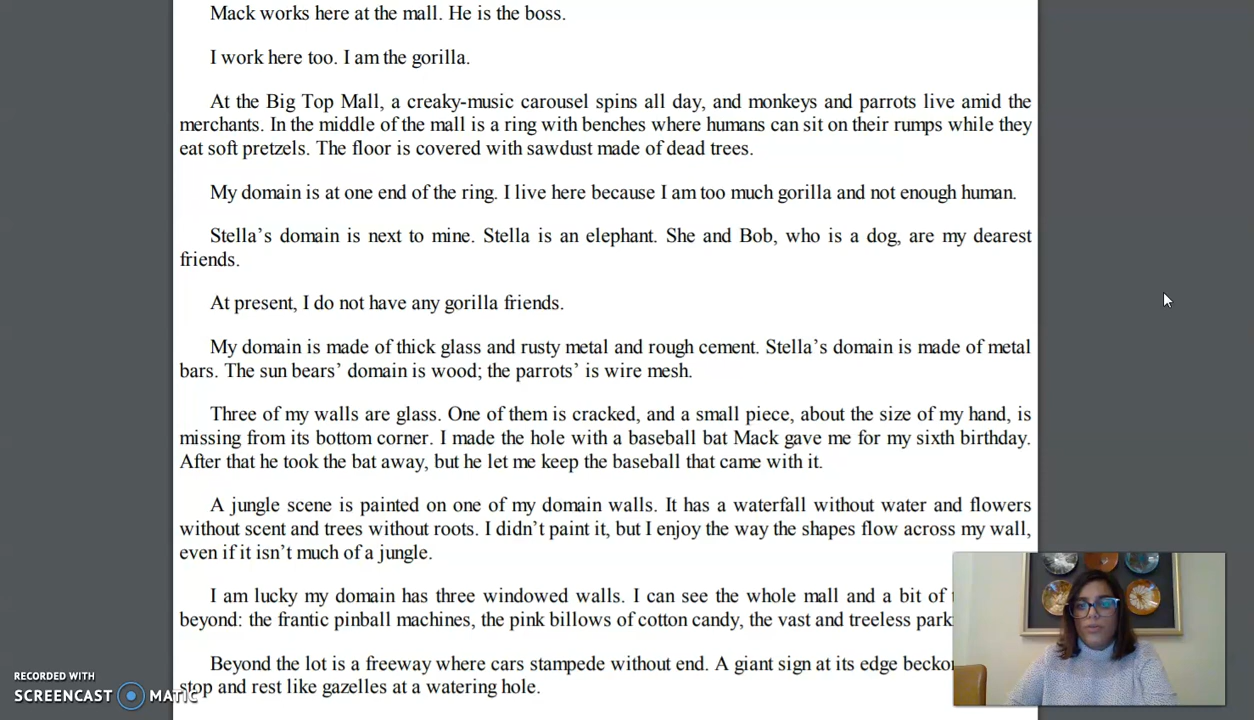 Mack works here at the mall. He is the boss.
I work here too. I am the gorilla.
At the Big Top Mall, a creaky-music carousel spins all day, and monkeys and parrots live amid the
merchants. In the middle of the mall is a ring with benches where humans can sit on their rumps while they
eat soft pretzels. The floor is covered with sawdust made of dead trees.
My domain is at one end of the ring. I live here because I am too much gorilla and not enough human.
Stella’s domain is next to mine. Stella is an elephant. She and Bob, who is a dog, are my dearest
friends.
At present, I do not have any gorilla friends.
My domain is made of thick glass and rusty metal and rough cement. Stella’s domain is made of metal
bars. The sun bears’ domain is wood; the parrots’ is wire mesh.
Three of my walls are glass. One of them is cracked, and a small piece, about the size of my hand, is
missing from its bottom corner. I made the hole with a baseball bat Mack gave me for my sixth birthday.
After that he took the bat away, but he let me keep the baseball that came with it.
A jungle scene is painted on one of my domain walls. It has a waterfall without water and flowers
without scent and trees without roots. I didn’t paint it, but I enjoy the way the shapes flow across my wall,
even if it isn’t much of a jungle.
I am lucky my domain has three windowed walls. I can see the whole mall and a bit of
beyond: the frantic pinball machines, the pink billows of cotton candy, the vast and treeless park
Beyond the lot is a freeway where cars stampede without end. A giant sign at its edge
stop and rest like gazelles at a watering hole.
RECORDED WITH
SCREENCAST MATIC